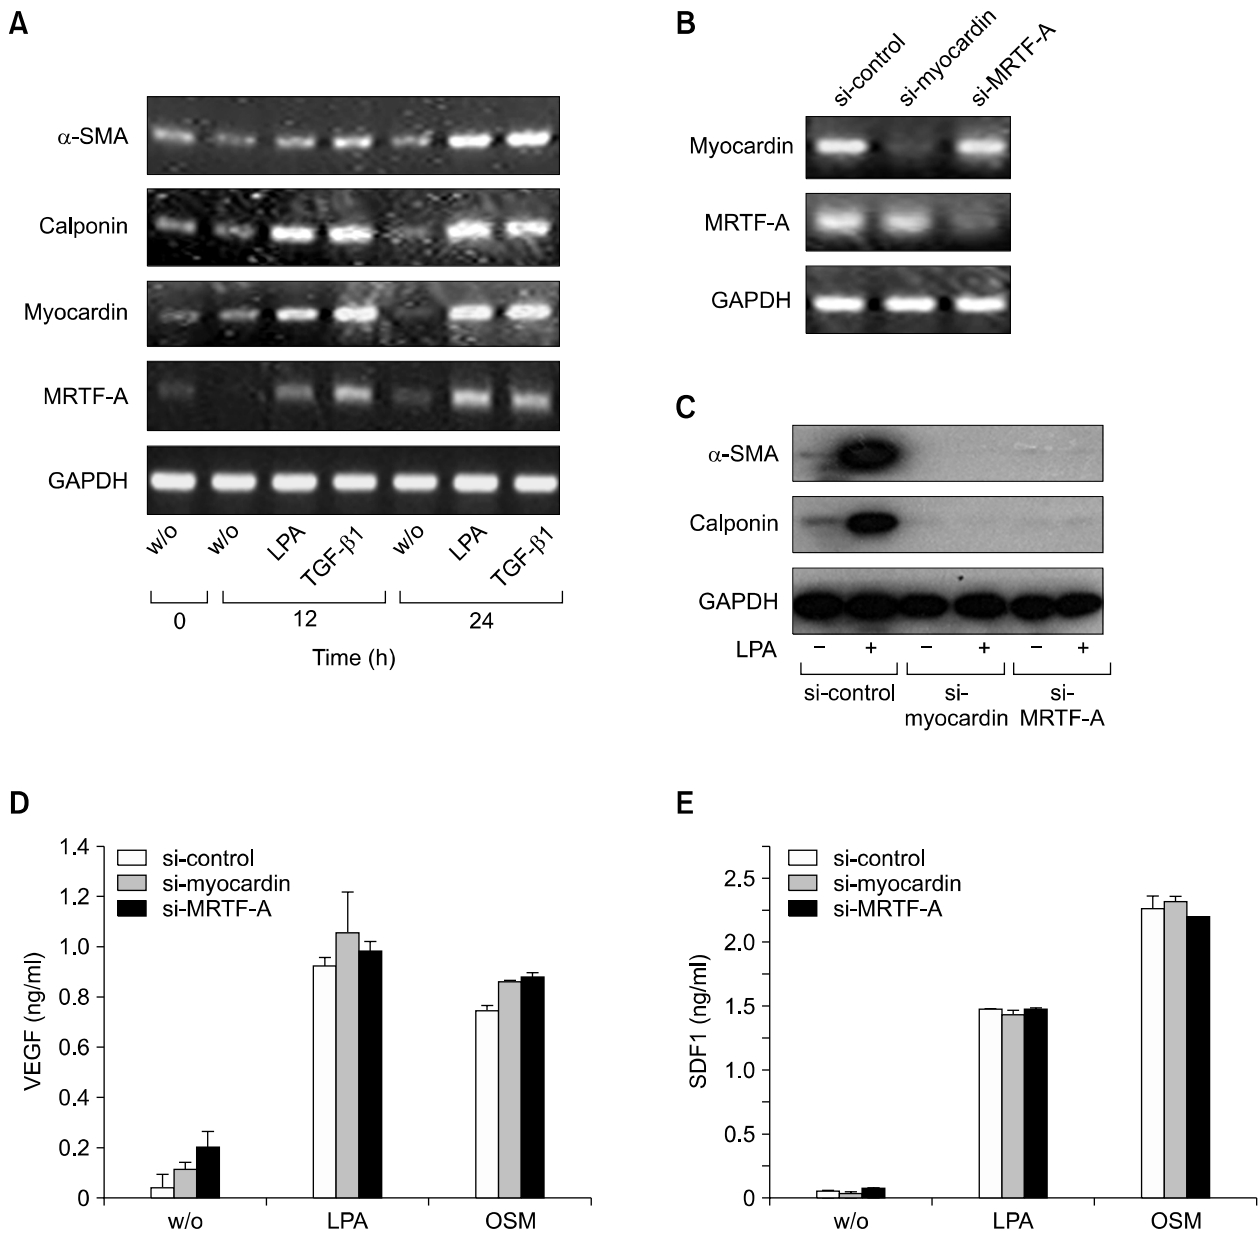 A
α-SMA
Calponin
Myocardin
MRTF-A
GAPDH
w/o w/o LPA TGF-β1 w/o LPA TGF-β1
0 12 24
Time (h)
B
si-control si-myocardin si-MRTF-A
Myocardin
MRTF-A
GAPDH
C
α-SMA
Calponin
GAPDH
LPA − + − + − +
si-control si-myocardin si-MRTF-A
D
VEGF (ng/ml)
1.4
1.2
1.0
0.8
0.6
0.4
0.2
0
si-control
si-myocardin
si-MRTF-A
w/o LPA OSM
E
SDF1 (ng/ml)
2.5
2.0
1.5
1.0
0.5
0
si-control
si-myocardin
si-MRTF-A
w/o LPA OSM